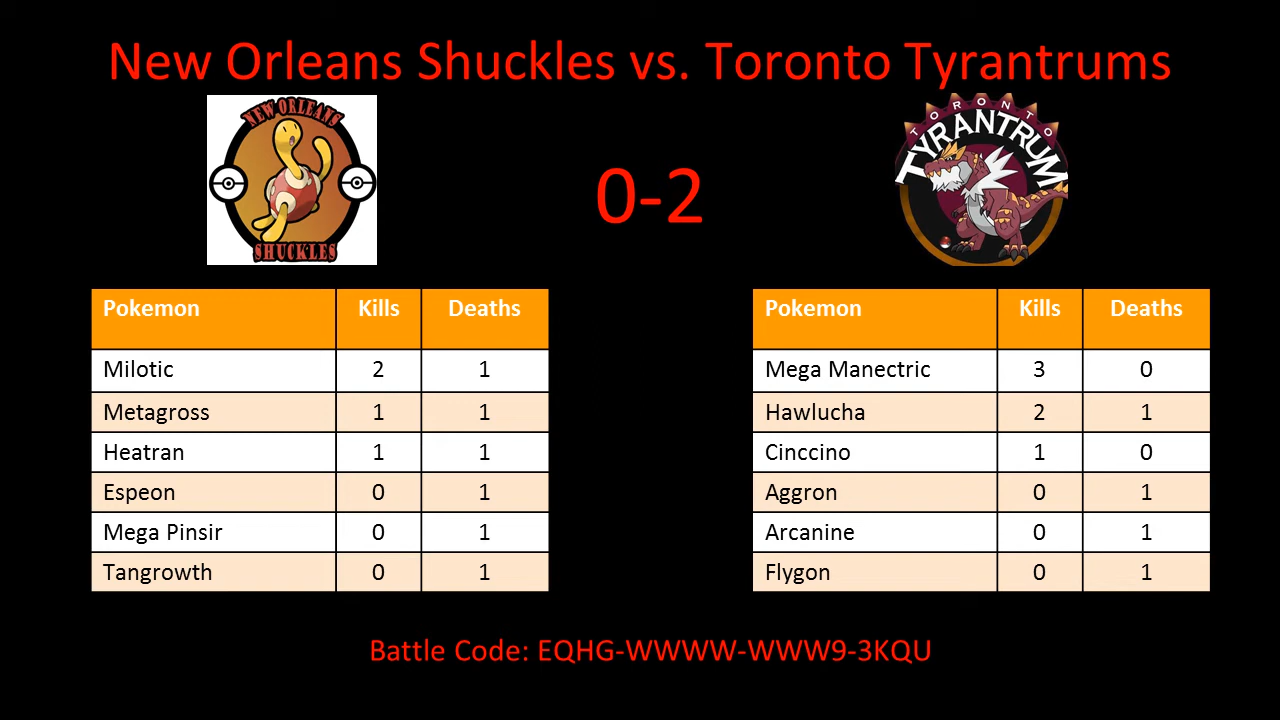 New Orleans Shuckles vs. Toronto Tyrantrums
NEW ORLEANS
SHUCKLES
TORONTO
TYRANTRUM
0-2
Pokemon Kills Deaths
Milotic 2 1
Metagross 1 1
Heatran 1 1
Espeon 0 1
Mega Pinsir 0 1
Tangrowth 0 1
Pokemon Kills Deaths
Mega Manectric 3 0
Hawlucha 2 1
Cinccino 1 0
Aggron 0 1
Arcanine 0 1
Flygon 0 1
Battle Code: EQHG-WWWW-WWW9-3KQU